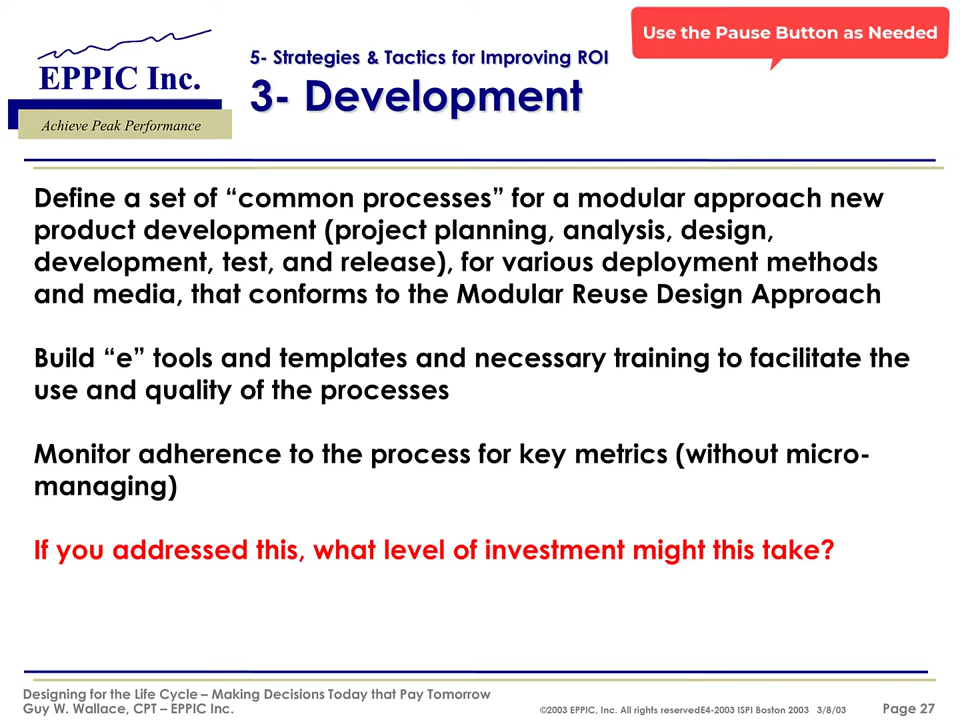 Use the Pause Button as Needed
5- Strategies & Tactics for Improving ROI
EPPIC Inc.
3- Development
Achieve Peak Performance
Define a set of “common processes” for a modular approach new
product development (project planning, analysis, design,
development, test, and release), for various deployment methods
and media, that conforms to the Modular Reuse Design Approach
Build “e” tools and templates and necessary training to facilitate the
use and quality of the processes
Monitor adherence to the process for key metrics (without micro-
managing)
If you addressed this, what level of investment might this take?
Designing for the Life Cycle – Making Decisions Today that Pay Tomorrow
Guy W. Wallace, CPT – EPPIC Inc.
©2003 EPPIC, Inc. All rights reservedE4-2003 ISPI Boston 2003 3/8/03
Page 27